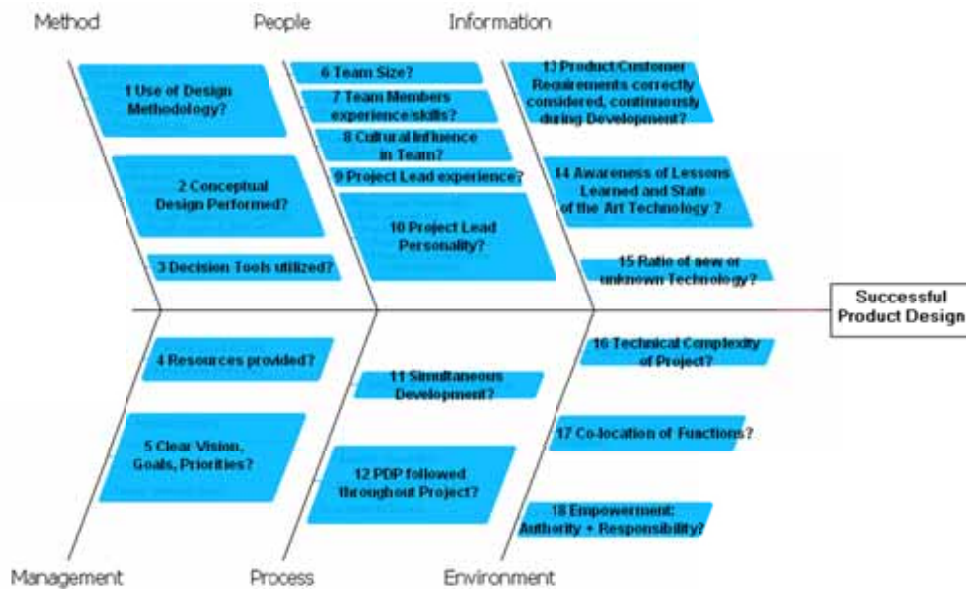 Method
People
Information
1 Use of Design
Methodology?
2 Conceptual
Design Performed?
3 Decision Tools utilized?
6 Team Size?
7 Team Members
experience/skills?
8 Cultural Influence
in Team?
9 Project Lead experience?
10 Project Lead
Personality?
13 Product/Customer
Requirements correctly
considered, continuously
during Development?
14 Awareness of Lessons
Learned and State
of the Art Technology ?
15 Ratio of new or
unknown Technology?
Successful
Product Design
4 Resources provided?
5 Clear Vision,
Goals, Priorities?
11 Simultaneous
Development?
12 PDP followed
throughout Project?
16 Technical Complexity
of Project?
17 Co-location of Functions?
18 Empowerment:
Authority + Responsibility?
Management
Process
Environment